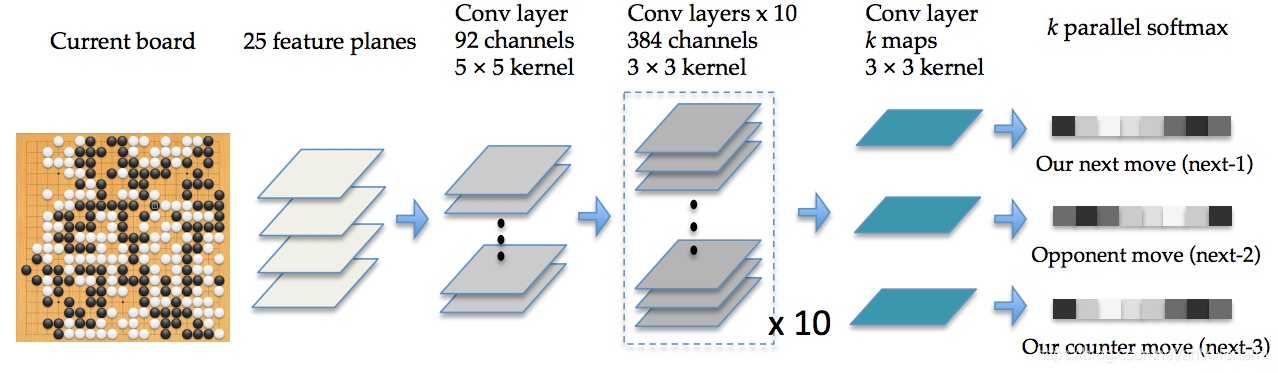 Current board
25 feature planes
Conv layer
92 channels
5 × 5 kernel
Conv layers x 10
384 channels
3 × 3 kernel
Conv layer
k maps
3 × 3 kernel
k parallel softmax
x 10
Our next move (next-1)
Opponent move (next-2)
Our counter move (next-3)